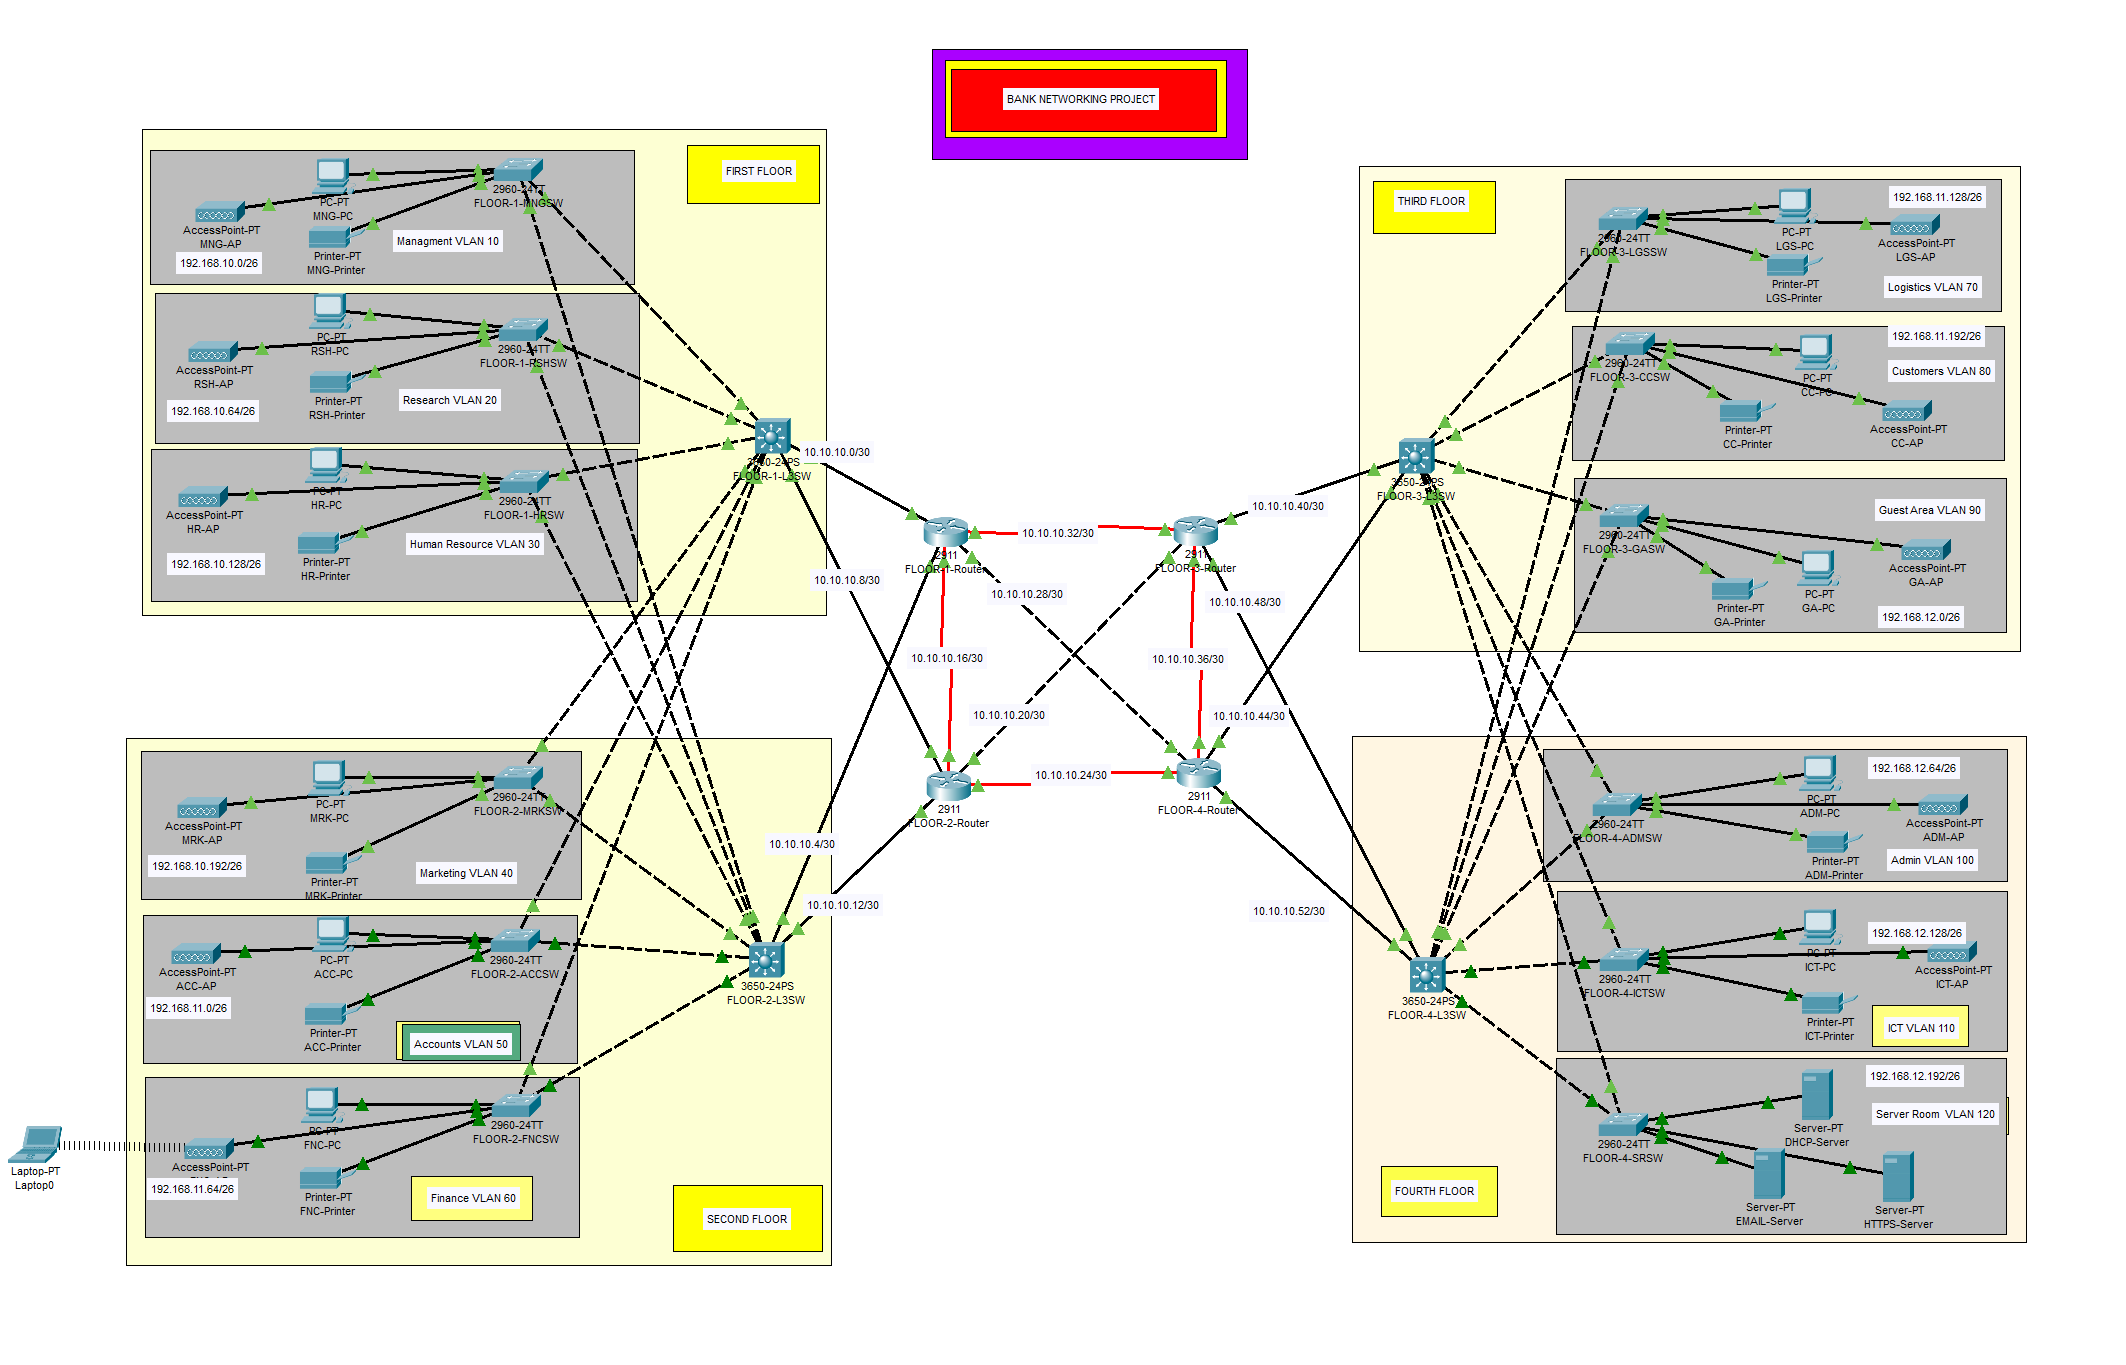 BANK NETWORKING PROJECT
FIRST FLOOR
PC-PT
MNG-PC
2960-24TT
FLOOR-1-MNGSW
AccessPoint-PT
MNG-AP
192.168.10.0/26
Printer-PT
MNG-Printer
Managment VLAN 10
PC-PT
RSH-PC
2960-24TT
FLOOR-1-RSHSW
AccessPoint-PT
RSH-AP
192.168.10.64/26
Printer-PT
RSH-Printer
Research VLAN 20
PC-PT
HR-PC
2960-24TT
FLOOR-1-HRSW
AccessPoint-PT
HR-AP
192.168.10.128/26
Printer-PT
HR-Printer
Human Resource VLAN 30
3650-24PS
FLOOR-1-L3SW
10.10.10.0/30
10.10.10.8/30
2911
FLOOR-1-Router
10.10.10.32/30
2911
FLOOR-3-Router
10.10.10.40/30
10.10.10.28/30
10.10.10.48/30
10.10.10.16/30
10.10.10.36/30
10.10.10.20/30
10.10.10.44/30
10.10.10.24/30
2911
FLOOR-2-Router
2911
FLOOR-4-Router
10.10.10.4/30
10.10.10.12/30
10.10.10.52/30
THIRD FLOOR
192.168.11.128/26
2960-24TT
FLOOR-3-LGSSW
PC-PT
LGS-PC
AccessPoint-PT
LGS-AP
Printer-PT
LGS-Printer
Logistics VLAN 70
192.168.11.192/26
2960-24TT
FLOOR-3-CCSW
PC-PT
CC-PC
Customers VLAN 80
Printer-PT
CC-Printer
AccessPoint-PT
CC-AP
3650-24PS
FLOOR-3-L3SW
Guest Area VLAN 90
2960-24TT
FLOOR-3-GASW
AccessPoint-PT
GA-AP
PC-PT
GA-PC
Printer-PT
GA-Printer
192.168.12.0/26
PC-PT
MRK-PC
2960-24TT
FLOOR-2-MRKSW
AccessPoint-PT
MRK-AP
192.168.10.192/26
Printer-PT
MRK-Printer
Marketing VLAN 40
PC-PT
ACC-PC
2960-24TT
FLOOR-2-ACCSW
AccessPoint-PT
ACC-AP
192.168.11.0/26
Printer-PT
ACC-Printer
Accounts VLAN 50
3650-24PS
FLOOR-2-L3SW
PC-PT
FNC-PC
2960-24TT
FLOOR-2-FNCSW
AccessPoint-PT
192.168.11.64/26
Printer-PT
FNC-Printer
Finance VLAN 60
Laptop-PT
Laptop0
SECOND FLOOR
192.168.12.64/26
2960-24TT
FLOOR-4-ADMSW
PC-PT
ADM-PC
AccessPoint-PT
ADM-AP
Printer-PT
ADM-Printer
Admin VLAN 100
192.168.12.128/26
2960-24TT
FLOOR-4-ICTSW
PC-PT
ICT-PC
AccessPoint-PT
ICT-AP
Printer-PT
ICT-Printer
ICT VLAN 110
3650-24PS
FLOOR-4-L3SW
192.168.12.192/26
Server Room VLAN 120
2960-24TT
FLOOR-4-SRSW
Server-PT
DHCP-Server
Server-PT
EMAIL-Server
Server-PT
HTTPS-Server
FOURTH FLOOR